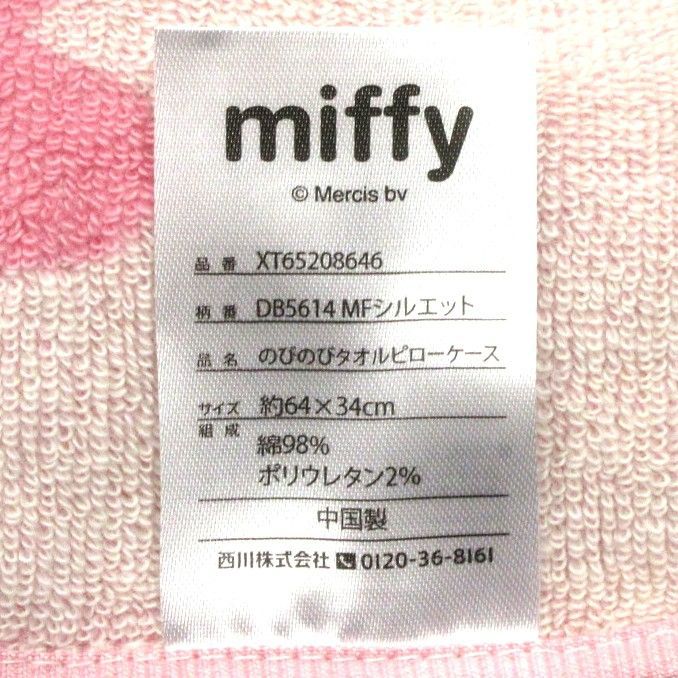 miffy
© Mercis bv
品番 XT65208646
柄番 DB5614 MFシルエット
品名 のびのびタオルピローケース
サイズ 約64×34cm
組成
綿98%
ポリウレタン2%
中国製
西川株式会社 0120-36-8161